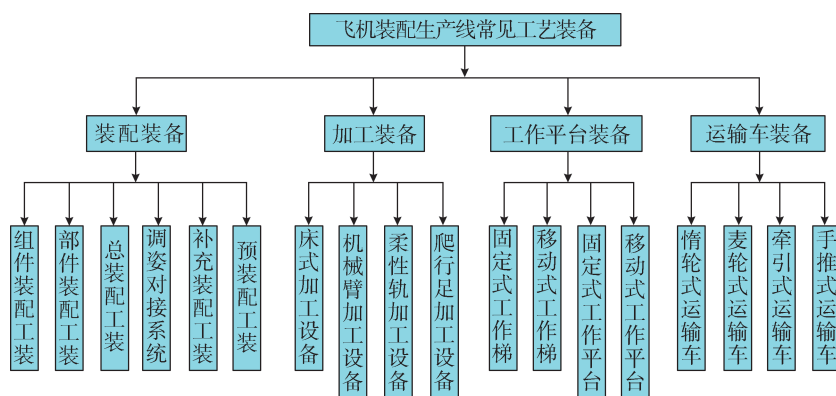 飞机装配生产线常见工艺装备
装配装备
加工装备
工作平台装备
运输车装备
组件装配工装
部件装配工装
总装配工装
调姿对接系统
补充装配工装
预装配工装
床式加工设备
机械臂加工设备
柔性轨加工设备
爬行足加工设备
固定式工作梯
移动式工作梯
固定式工作平台
移动式工作平台
惰轮式运输车
麦轮式运输车
牵引式运输车
手推式运输车